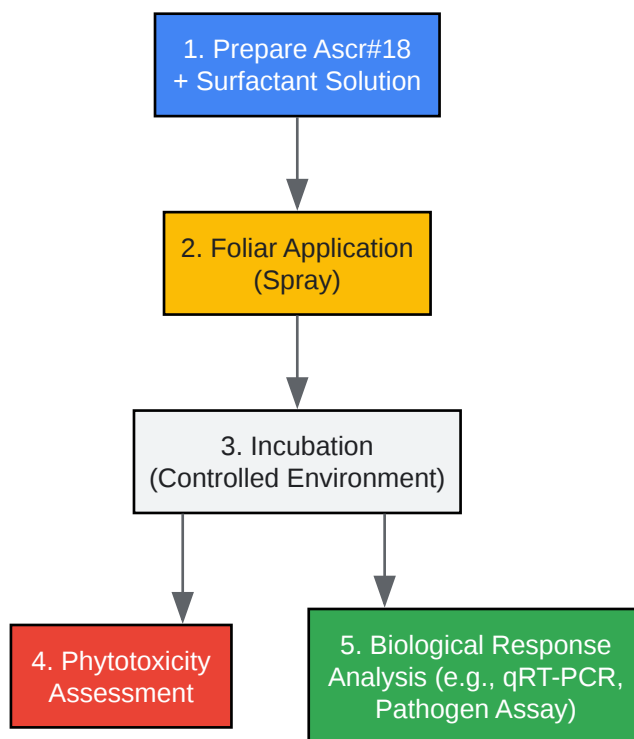 1. Prepare Ascr#18
+ Surfactant Solution
2. Foliar Application
(Spray)
3. Incubation
(Controlled Environment)
4. Phytotoxicity
Assessment
5. Biological Response
Analysis (e.g., qRT-PCR,
Pathogen Assay)